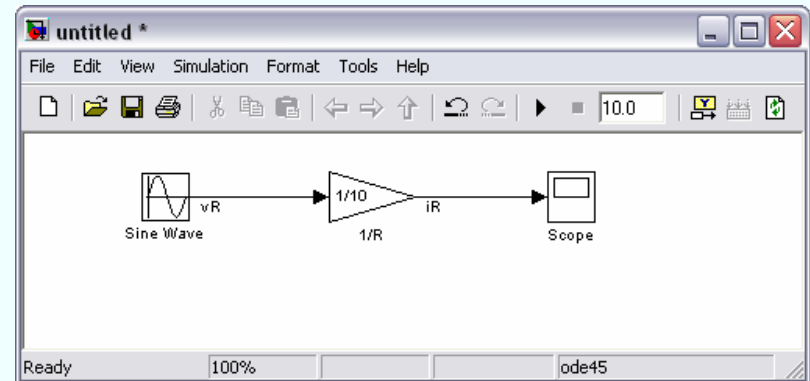 untitled *
File Edit View Simulation Format Tools Help
10.0
vR
1/10
iR
Sine Wave
1/R
Scope
Ready 100% ode45